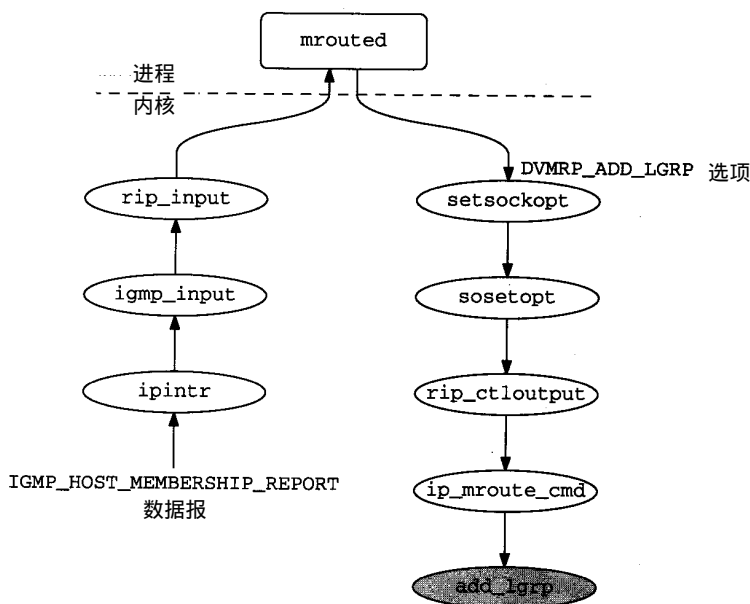 mrouted
进程
内核
DVMRP_ADD_LGRP 选项
rip_input
setsockopt
igmp_input
sosetopt
ipintr
rip_ctloutput
IGMP_HOST_MEMBERSHIP_REPORT
数据报
ip_mroute_cmd
add_lgrp